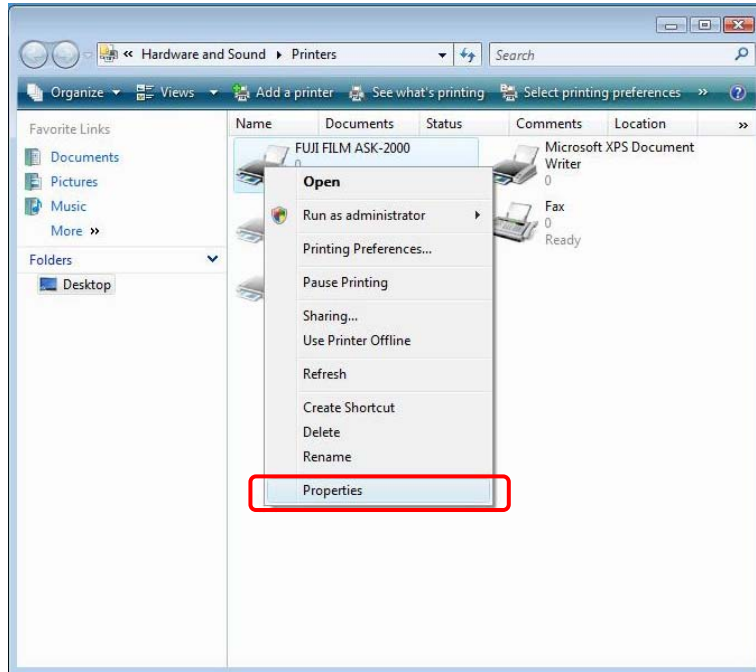 « Hardware and Sound ▸ Printers
Search
Organize Views Add a printer See what's printing Select printing preferences »
Favorite Links
Documents
Pictures
Music
More »
Folders
Desktop
Name Documents Status Comments Location »
FUJI FILM ASK-2000
0
Microsoft XPS Document
Writer
0
Fax
0
Ready
Open
Run as administrator
Printing Preferences...
Pause Printing
Sharing...
Use Printer Offline
Refresh
Create Shortcut
Delete
Rename
Properties